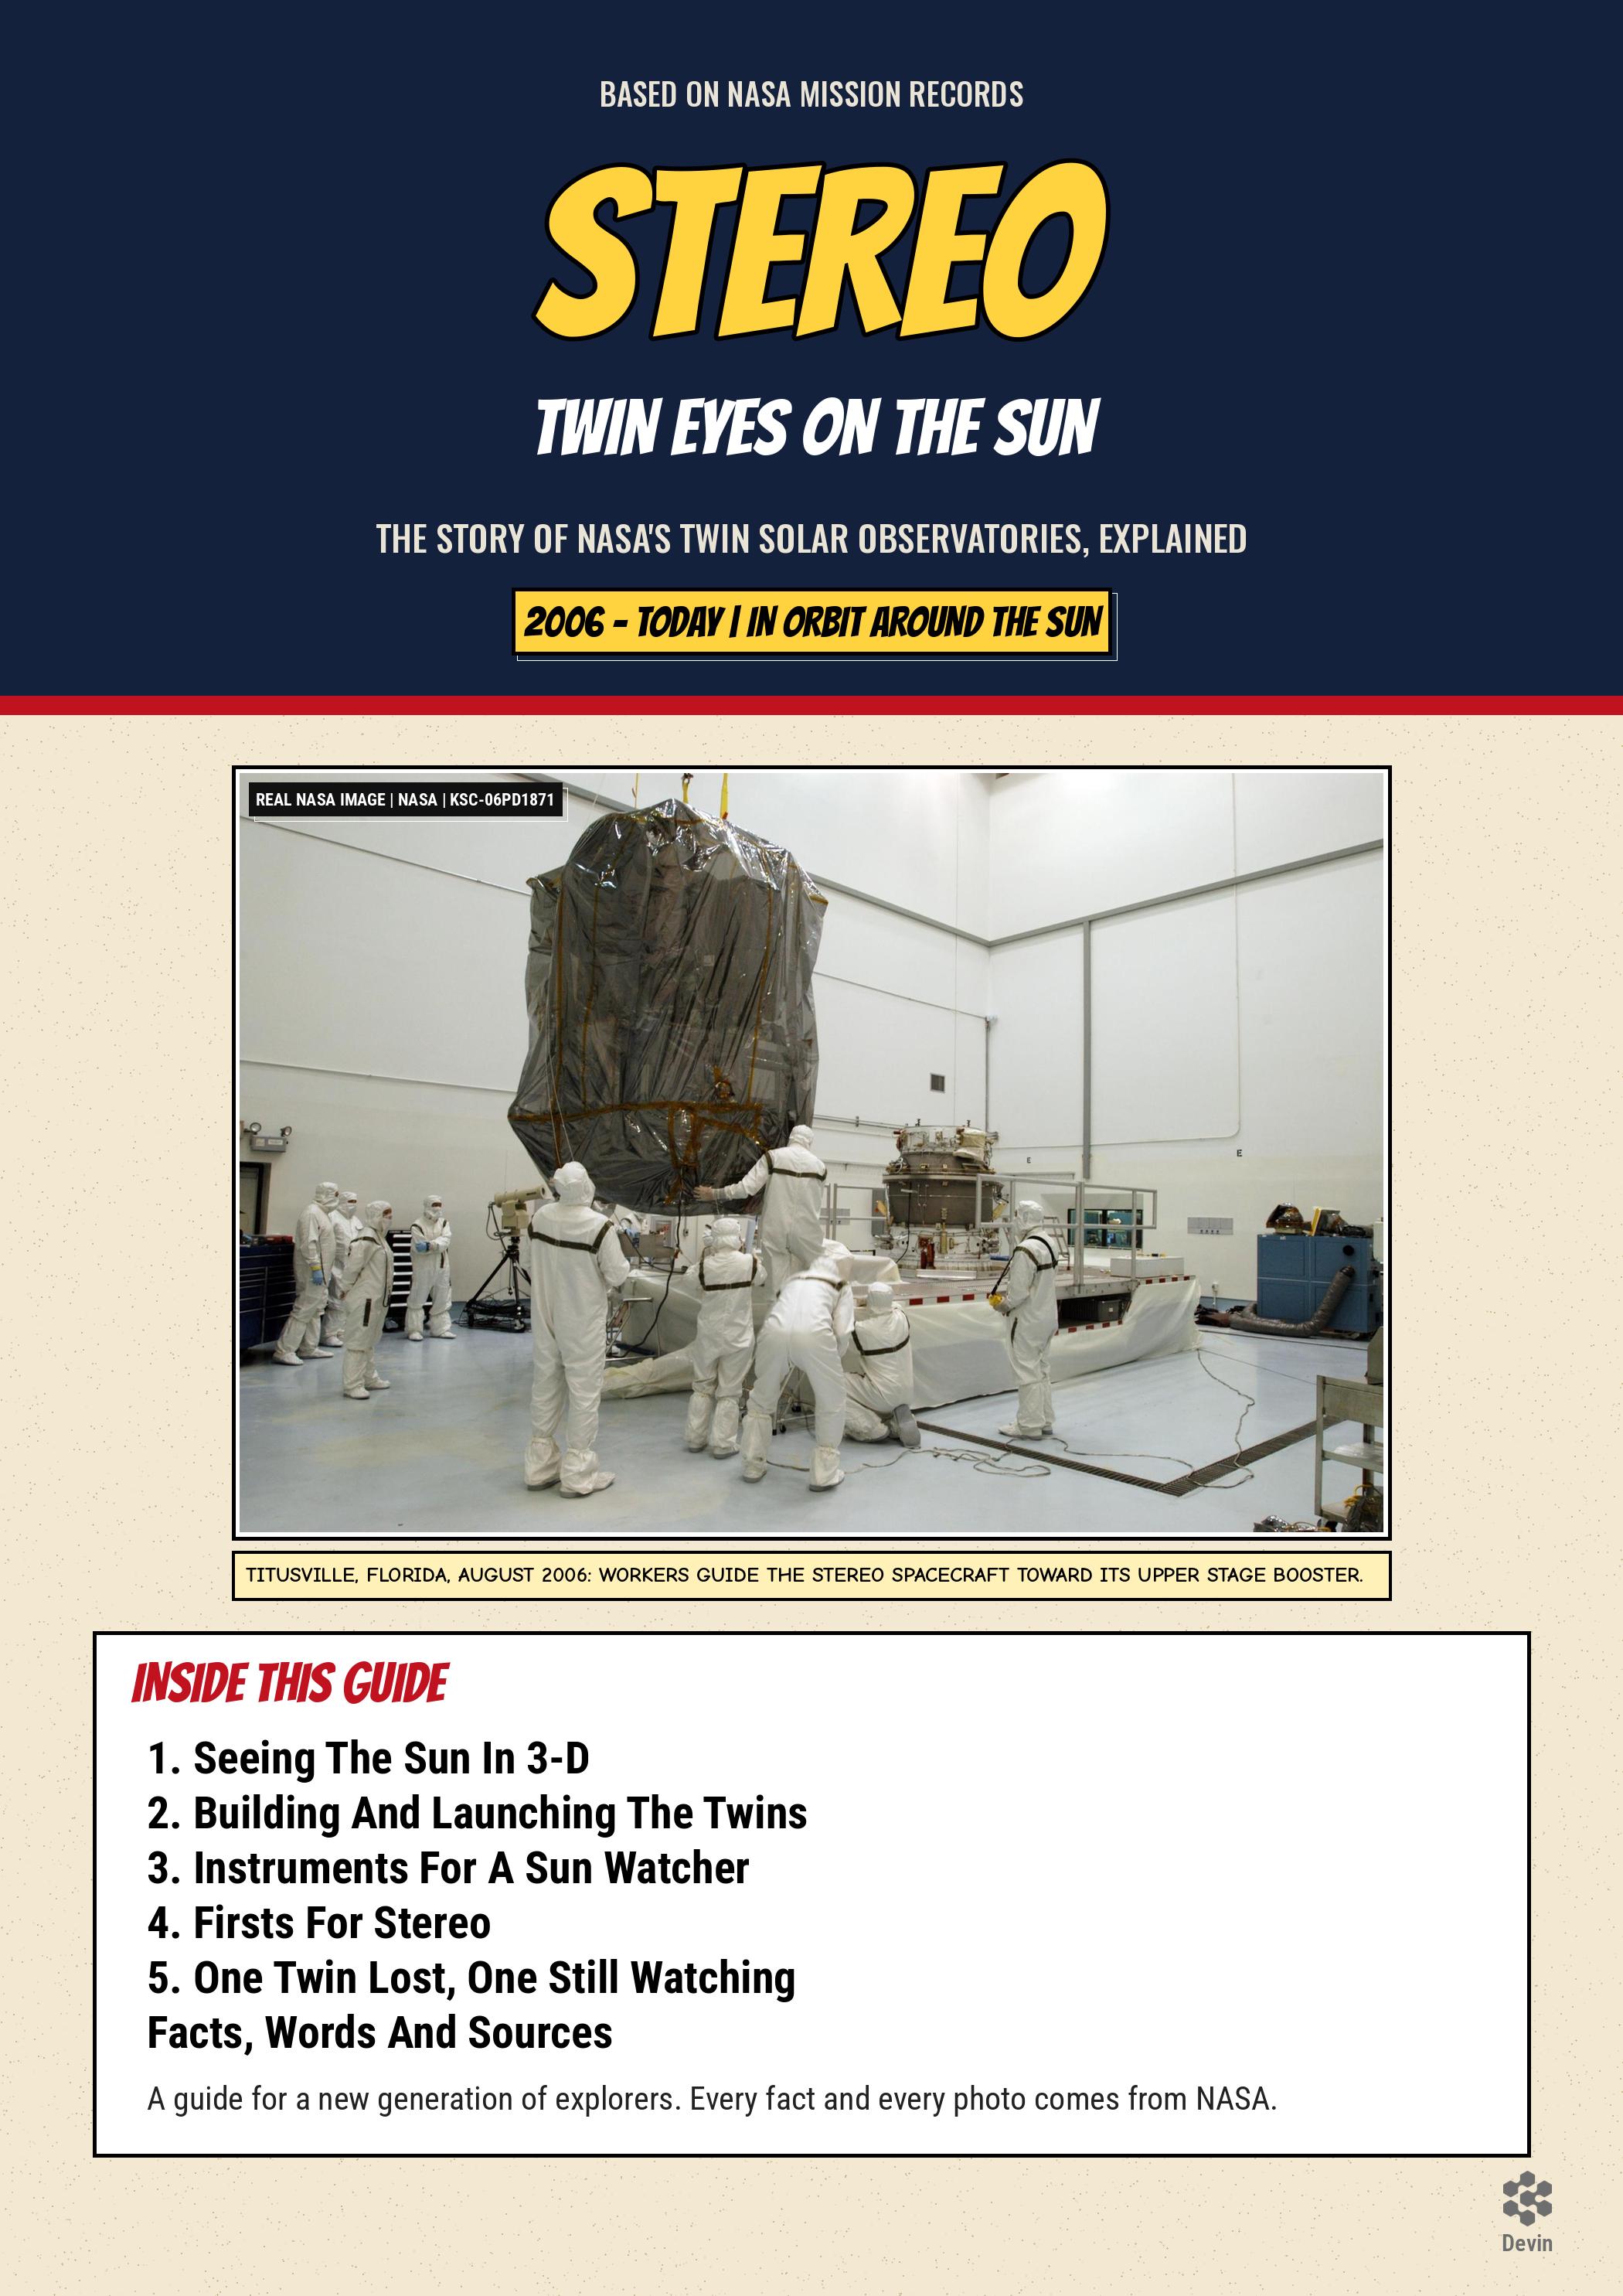 BASED ON NASA MISSION RECORDS
STEREO
TWIN EYES ON THE SUN
THE STORY OF NASA'S TWIN SOLAR OBSERVATORIES, EXPLAINED
2006 - TODAY | IN ORBIT AROUND THE SUN
REAL NASA IMAGE | NASA | KSC-06PD1871
E
E
TITUSVILLE, FLORIDA, AUGUST 2006: WORKERS GUIDE THE STEREO SPACECRAFT TOWARD ITS UPPER STAGE BOOSTER.
INSIDE THIS GUIDE
1. Seeing The Sun In 3-D
2. Building And Launching The Twins
3. Instruments For A Sun Watcher
4. Firsts For Stereo
5. One Twin Lost, One Still Watching
Facts, Words And Sources
A guide for a new generation of explorers. Every fact and every photo comes from NASA.
Devin